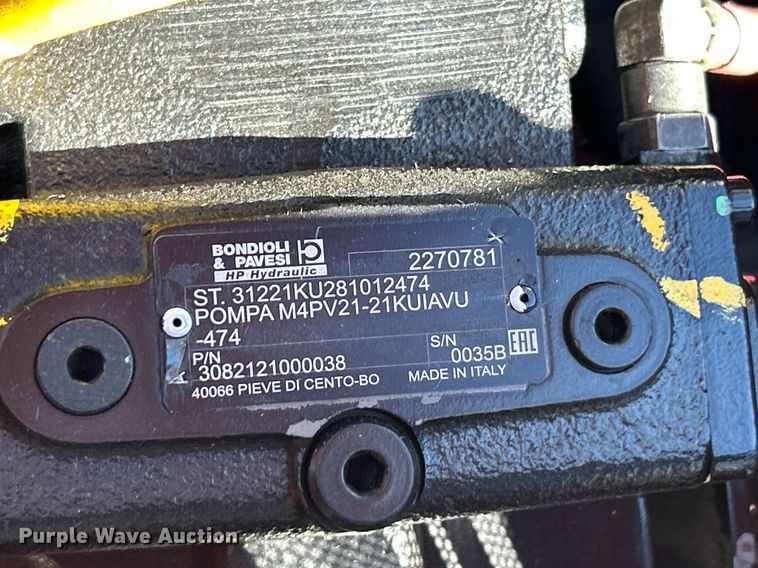 BONDIOLI
& PAVESI
HP Hydraulic
2270781
ST. 31221KU281012474
POMPA M4PV21-21KUIAVU
-474
P/N
3082121000038
S/N
0035B
EAC
40066 PIEVE DI CENTO-BO MADE IN ITALY
Purple Wave Auction